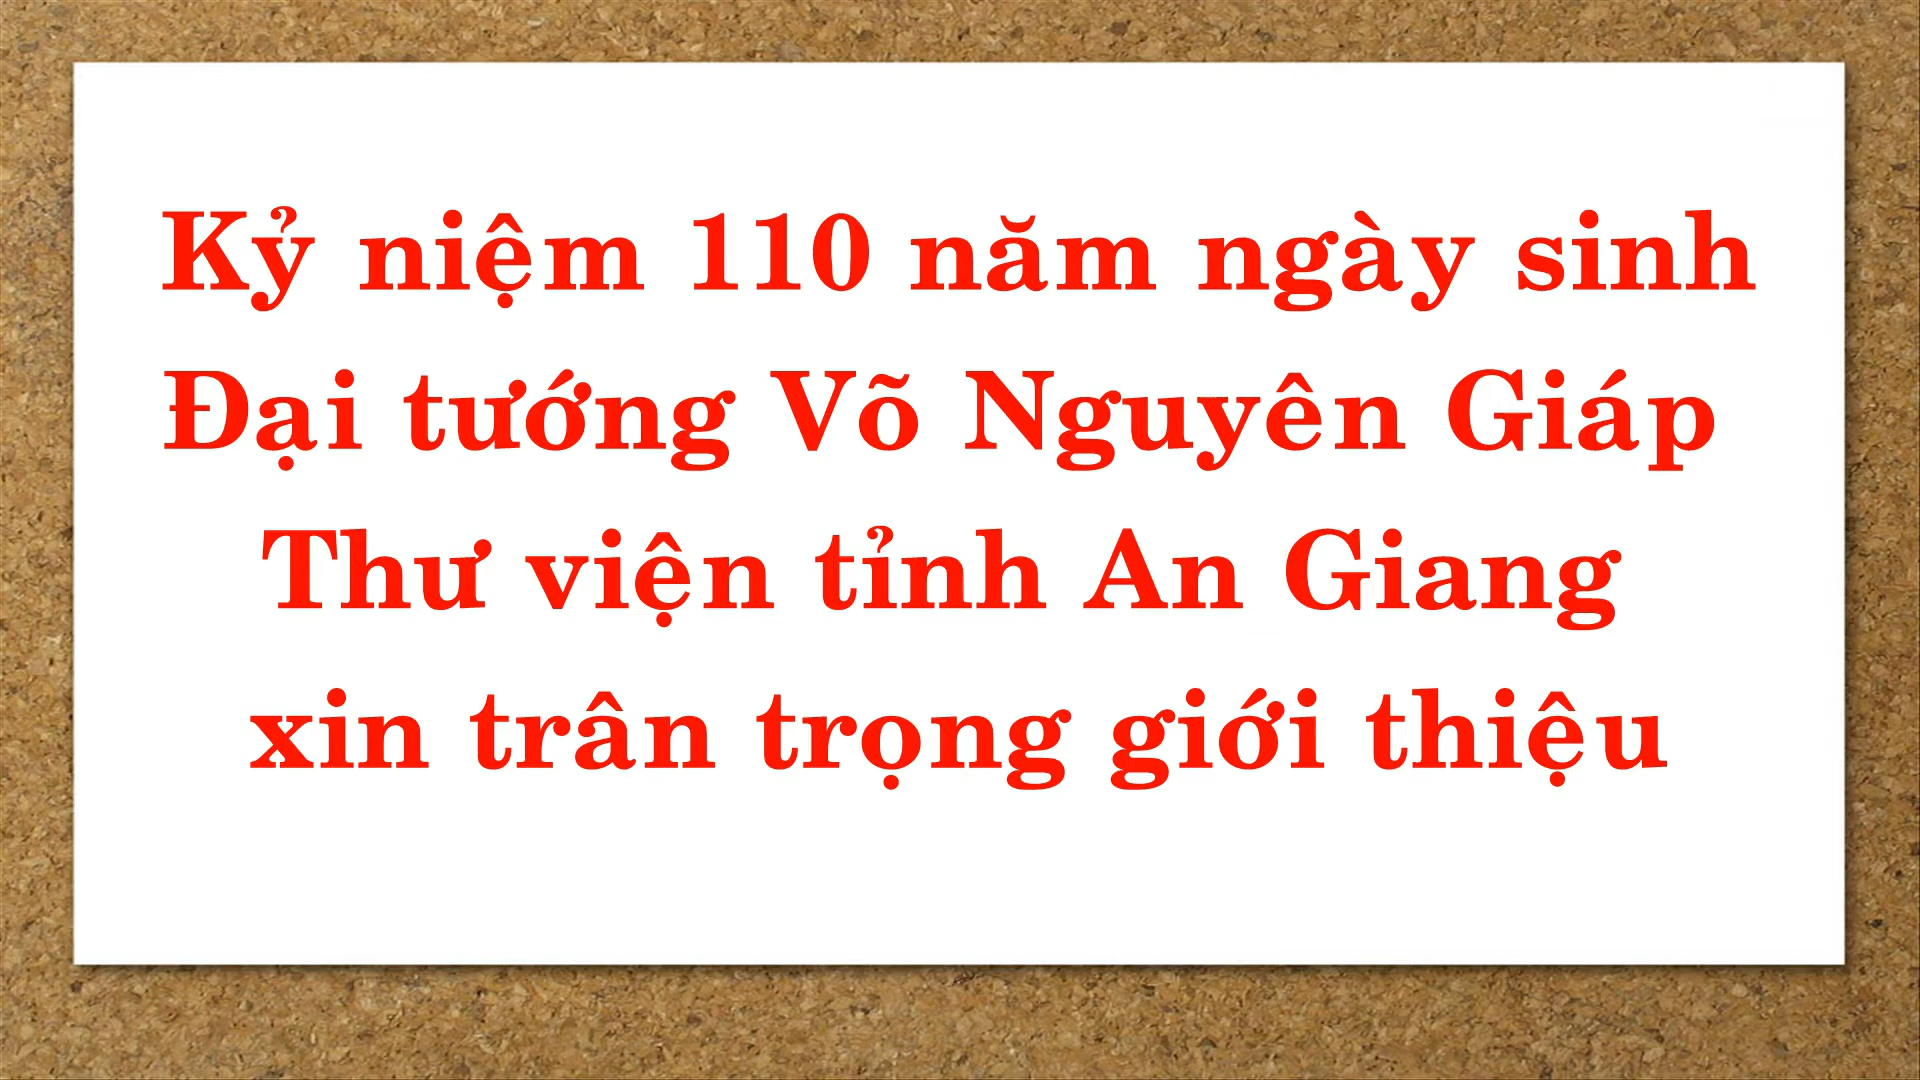 Kỷ niệm 110 năm ngày sinh
Đại tướng Võ Nguyên Giáp
Thư viện tỉnh An Giang
xin trân trọng giới thiệu